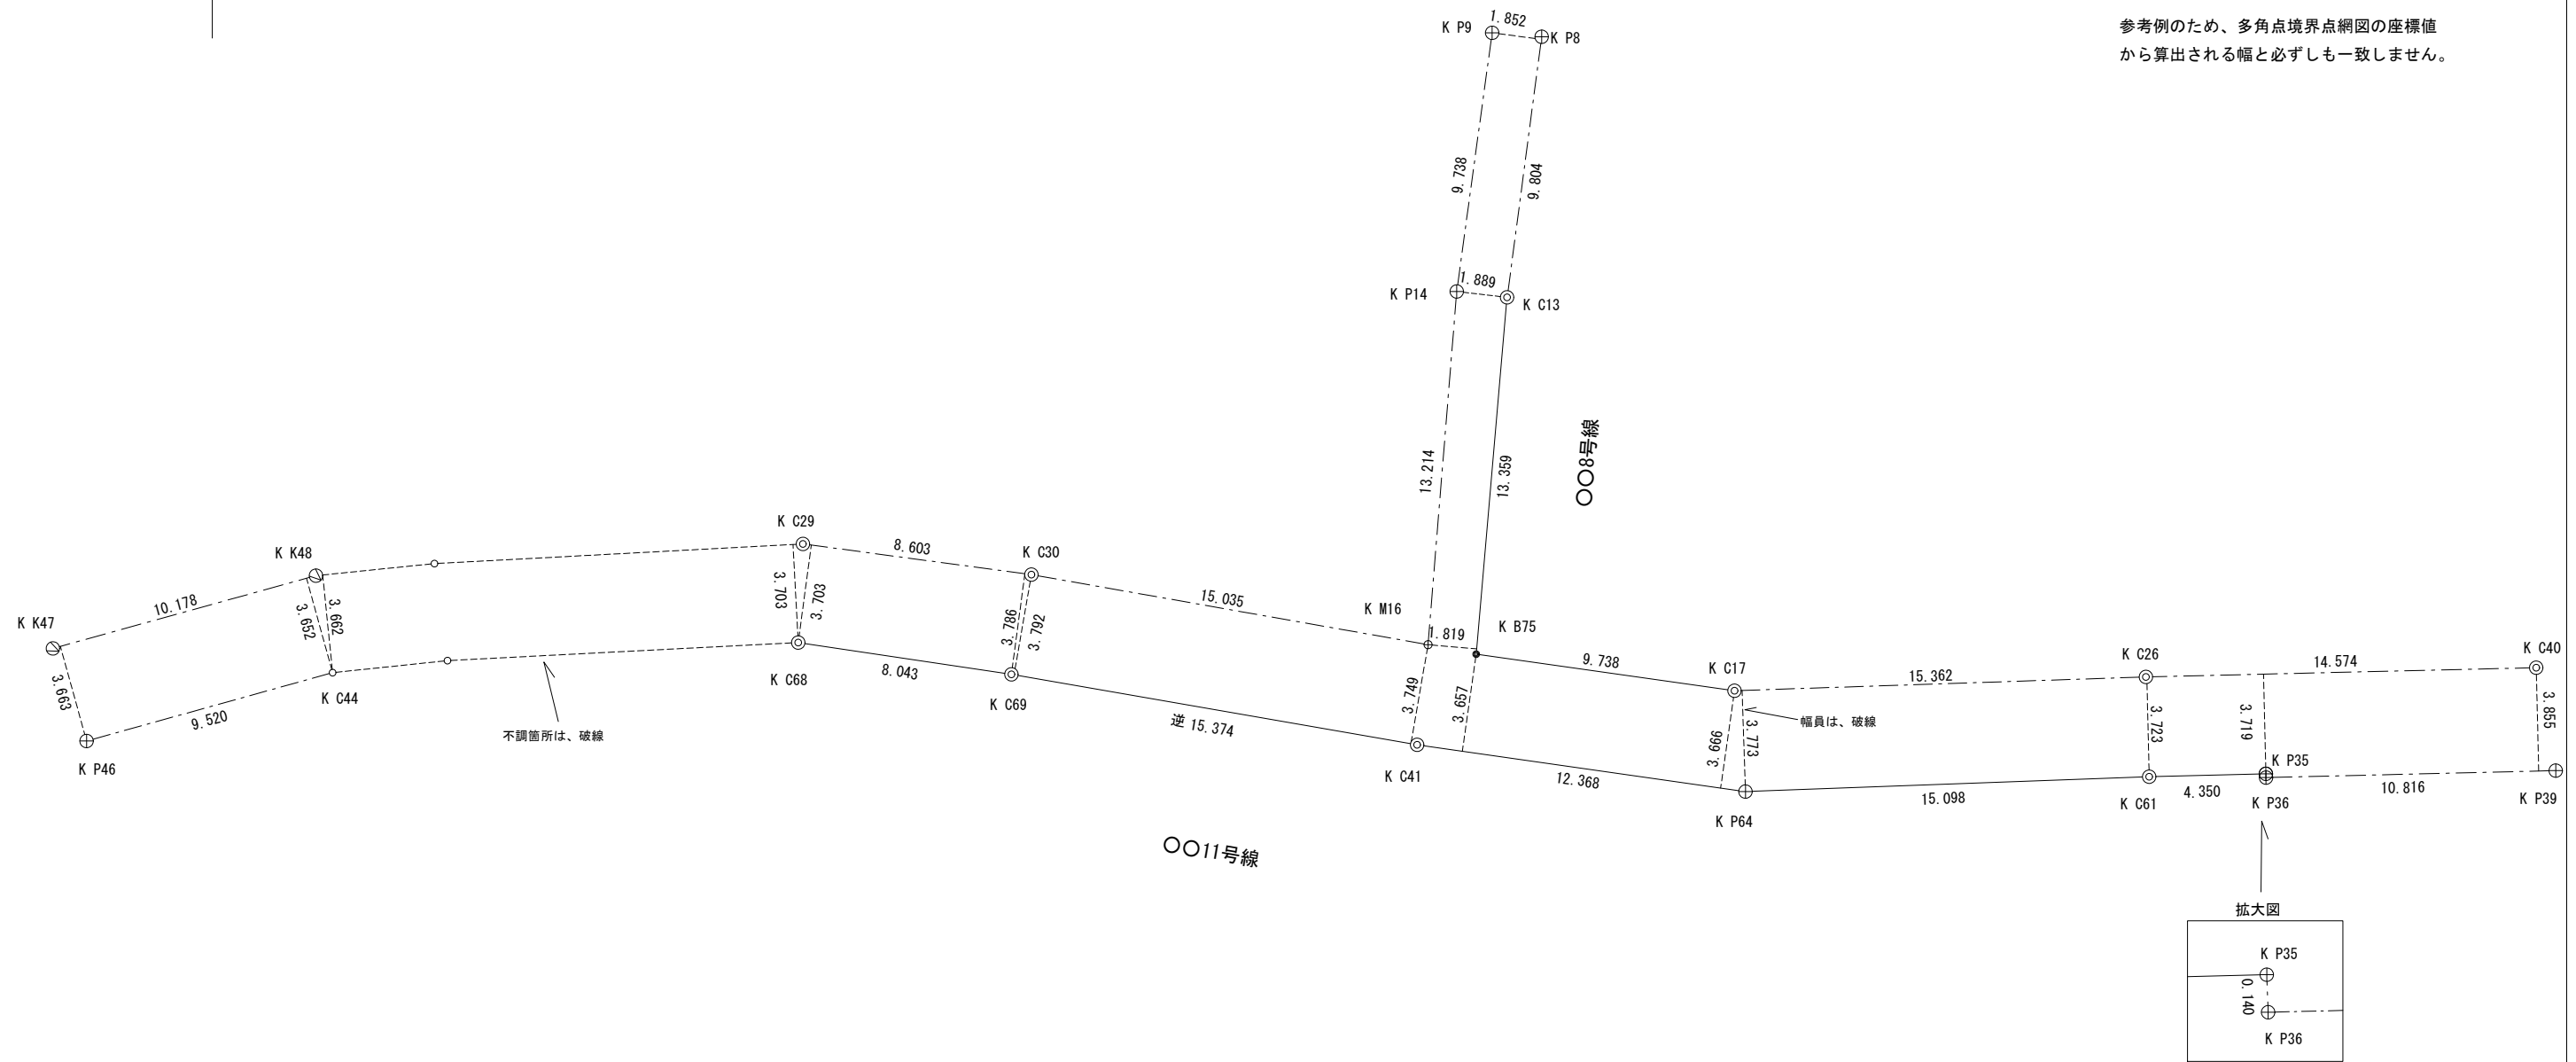 参考例のため、多角点境界点網図の座標値
から算出される幅と必ずしも一致しません。
K P9
1.852
K P8
9.738
9.804
K P14
1.889
K C13
13.214
13.359
〇〇8号線
K K47
10.178
K K48
3.663
3.652
3.662
K P46
9.520
K C44
不調箇所は、破線
K C29
8.603
K C30
3.703
3.703
3.786
3.792
K C68
8.043
K C69
15.035
K M16
1.819
K B75
逆 15.374
3.749
3.657
K C41
9.738
K C17
12.368
3.666
3.773
幅員は、破線
K P64
15.362
K C26
15.098
3.723
K C61
14.574
K C40
3.719
3.855
K P35
4.350
K P36
10.816
K P39
〇〇11号線
拡大図
K P35
0.140
K P36